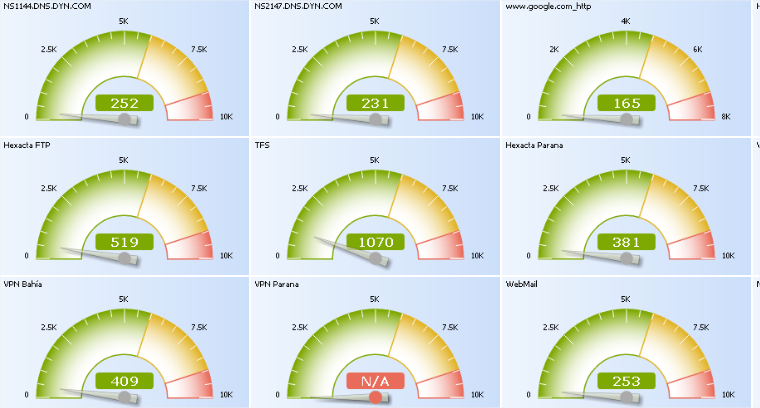 NS1144.DNS.DYN.COM
5K
2.5K
7.5K
252
0
10K
NS2147.DNS.DYN.COM
5K
2.5K
7.5K
231
0
10K
www.google.com_http
4K
2K
6K
165
0
8K
Hexacta FTP
5K
2.5K
7.5K
519
0
10K
TFS
5K
2.5K
7.5K
1070
0
10K
Hexacta Parana
5K
2.5K
7.5K
381
0
10K
VPN Bahía
5K
2.5K
7.5K
409
0
10K
VPN Parana
5K
2.5K
7.5K
N/A
0
10K
WebMail
5K
2.5K
7.5K
253
0
10K